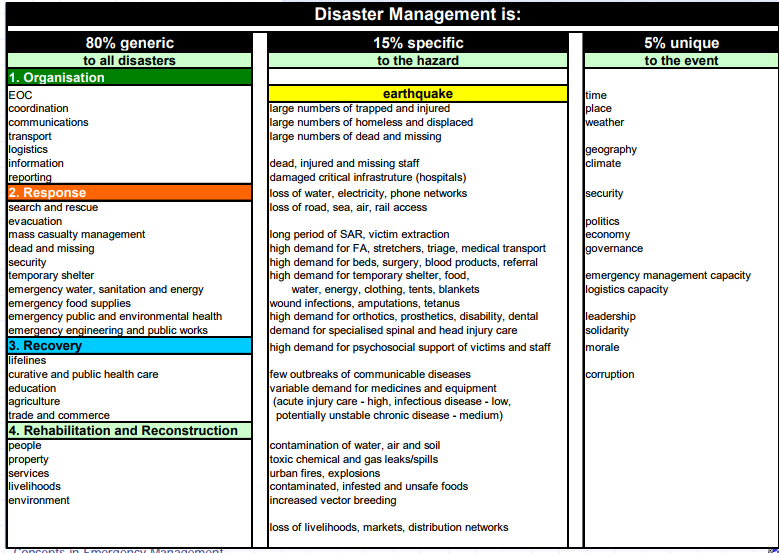 Disaster Management is:
80% generic
to all disasters
1. Organisation
EOC
coordination
communications
transport
logistics
information
reporting
2. Response
search and rescue
evacuation
mass casualty management
dead and missing
security
temporary shelter
emergency water, sanitation and energy
emergency food supplies
emergency public and environmental health
emergency engineering and public works
3. Recovery
lifelines
curative and public health care
education
agriculture
trade and commerce
4. Rehabilitation and Reconstruction
people
property
services
livelihoods
environment
15% specific
to the hazard
earthquake
large numbers of trapped and injured
large numbers of homeless and displaced
large numbers of dead and missing
dead, injured and missing staff
damaged critical infrastruture (hospitals)
loss of water, electricity, phone networks
loss of road, sea, air, rail access
long period of SAR, victim extraction
high demand for FA, stretchers, triage, medical transport
high demand for beds, surgery, blood products, referral
high demand for temporary shelter, food,
water, energy, clothing, tents, blankets
wound infections, amputations, tetanus
high demand for orthotics, prosthetics, disability, dental
demand for specialised spinal and head injury care
high demand for psychosocial support of victims and staff
few outbreaks of communicable diseases
variable demand for medicines and equipment
(acute injury care - high, infectious disease - low,
potentially unstable chronic disease - medium)
contamination of water, air and soil
toxic chemical and gas leaks/spills
urban fires, explosions
contaminated, infested and unsafe foods
increased vector breeding
loss of livelihoods, markets, distribution networks
5% unique
to the event
time
place
weather
geography
climate
security
politics
economy
governance
emergency management capacity
logistics capacity
leadership
solidarity
morale
corruption
Concepts in Emergency Management